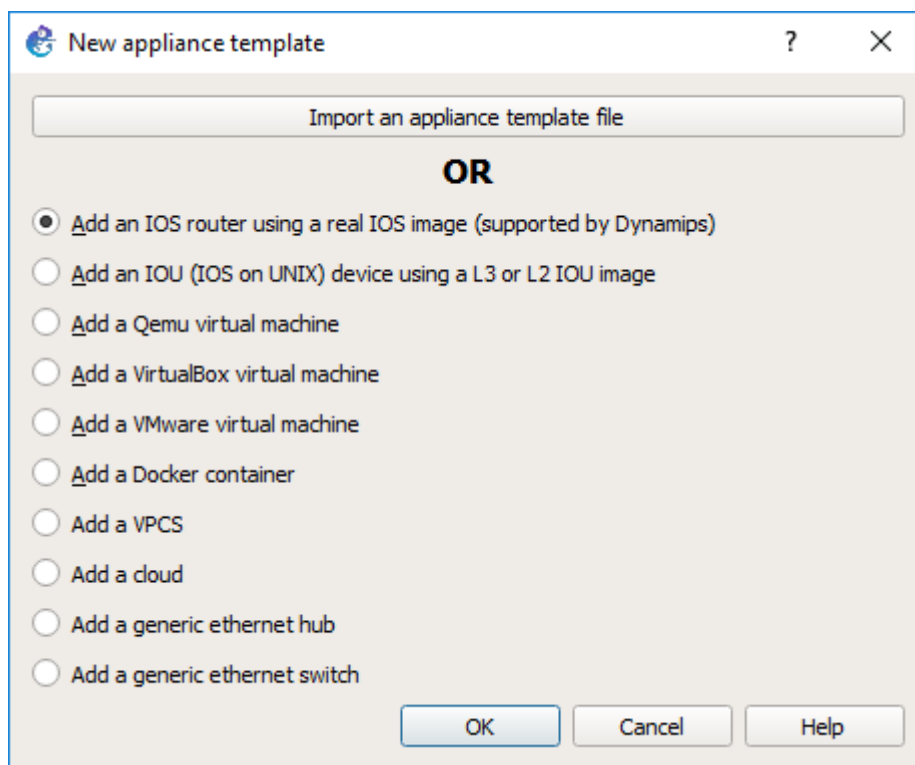 New appliance template
?
Import an appliance template file
OR
Add an IOS router using a real IOS image (supported by Dynamips)
Add an IOU (IOS on UNIX) device using a L3 or L2 IOU image
Add a Qemu virtual machine
Add a VirtualBox virtual machine
Add a VMware virtual machine
Add a Docker container
Add a VPCS
Add a cloud
Add a generic ethernet hub
Add a generic ethernet switch
OK Cancel Help